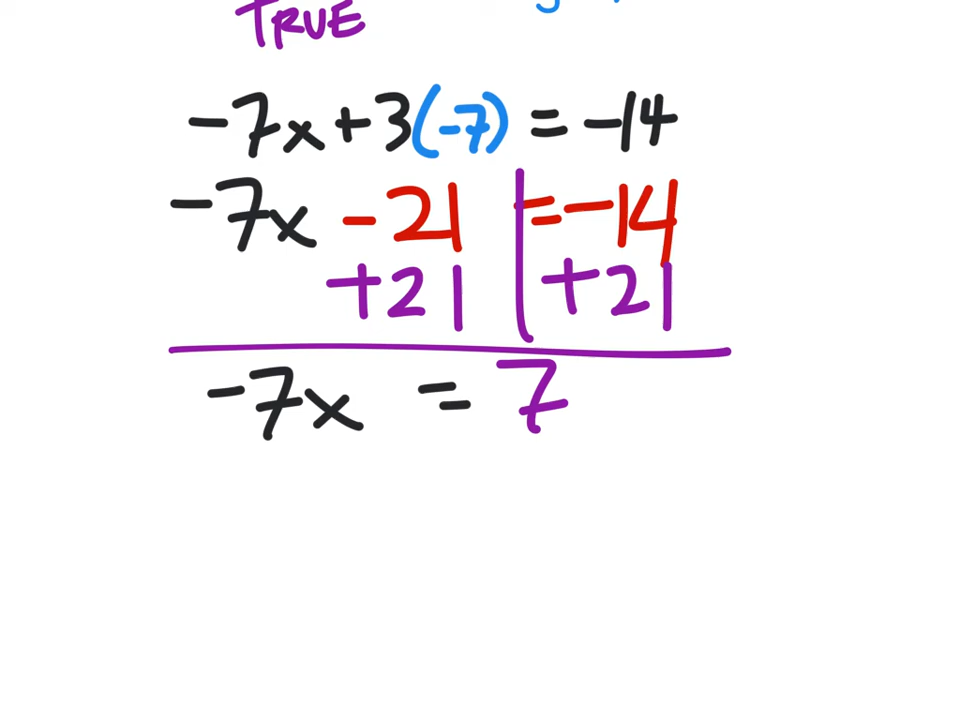 TRUE
-7x + 3(-7) = -14
-7x - 21 = -14
+21 +21
-7x = 7